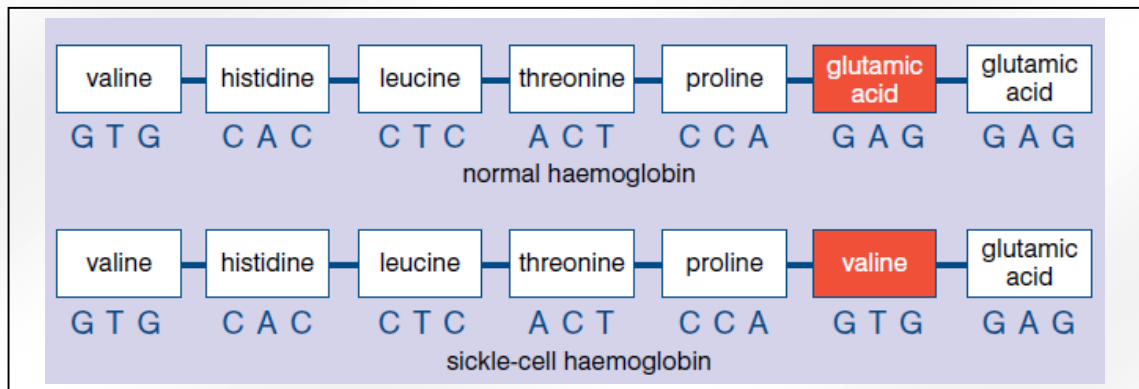 valine histidine leucine threonine proline glutamic acid glutamic acid
G T G C A C C T C A C T C C A G A G G A G
normal haemoglobin
valine histidine leucine threonine proline valine glutamic acid
G T G C A C C T C A C T C C A G T G G A G
sickle-cell haemoglobin